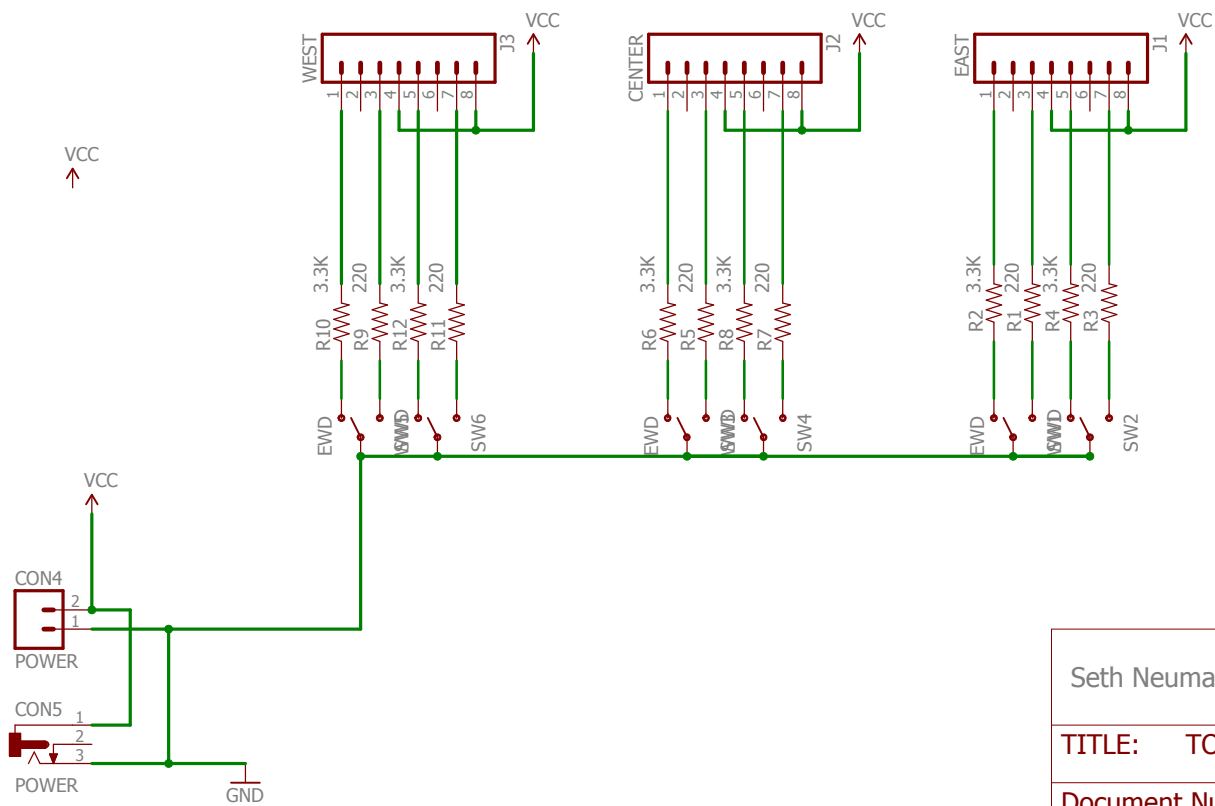 VCC
VCC
VCC
WEST
J3
CENTER
J2
EAST
J1
1 2 3 4 5 6 7 8
1 2 3 4 5 6 7 8
1 2 3 4 5 6 7 8
VCC
3.3K 220 3.3K 220
3.3K 220 3.3K 220
3.3K 220 3.3K 220
R10 R9 R12 R11
R6 R5 R8 R7
R2 R1 R4 R3
EWD SW6
EWD SW4
EWD SW2
VCC
CON4
2
1
POWER
CON5
1
2
3
POWER
GND
Seth Neuma
TITLE: TO
Document Nu